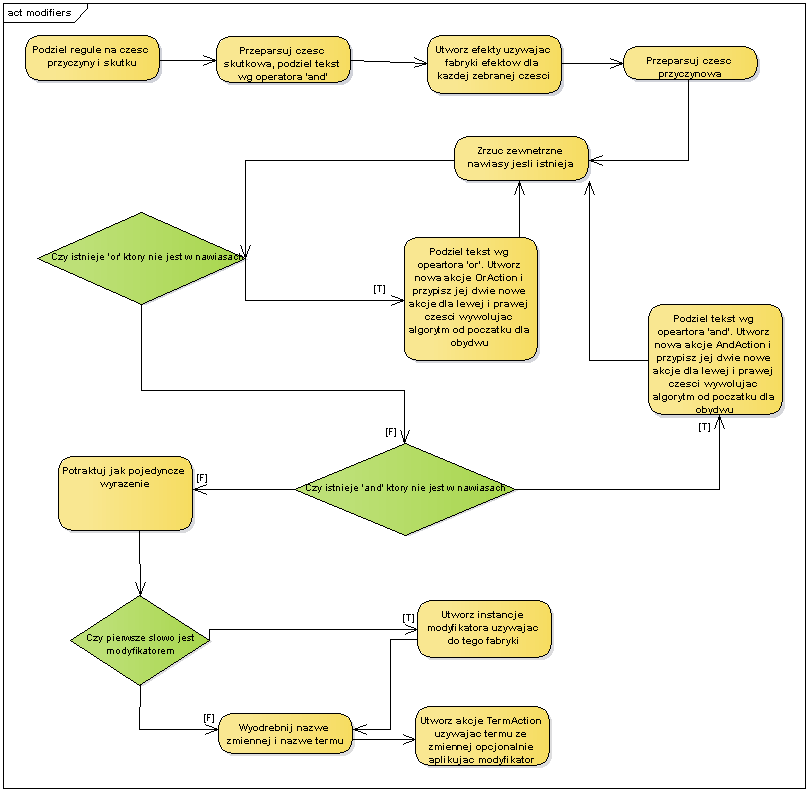 act modifiers
Podziel regule na czesc
przyczyny i skutku
Przeparsuj czesc
skutkowa, podziel tekst
wg operatora 'and'
Utworz efekty uzywajac
fabryki efektow dla
kazdej zebranej czesci
Przeparsuj czesc
przyczynowa
Zrzuc zewnetrzne
nawiasy jesli istnieja
Czy istnieje 'or' ktory nie jest w nawiasach
[T]
Podziel tekst wg
opeartora 'or'. Utworz
nowa akcje OrAction i
przypisz jej dwie nowe
akcje dla lewej i prawej
czesci wywolujac
algorytm od poczatku dla
obydwu
Podziel tekst wg
opeartora 'and'. Utworz
nowa akcje AndAction i
przypisz jej dwie nowe
akcje dla lewej i prawej
czesci wywolujac
algorytm od poczatku dla
obydwu
[T]
[F]
Czy istnieje 'and' ktory nie jest w nawiasach
[F]
Potraktuj jak pojedyncze
wyrazenie
Czy pierwsze slowo jest
modyfikatorem
[T]
Utworz instancje
modyfikatora uzywajac
do tego fabryki
[F]
Wyodrebnij nazwe
zmiennej i nazwe termu
Utworz akcje TermAction
uzywajac termu ze
zmiennej opcjonalnie
aplikujac modyfikator